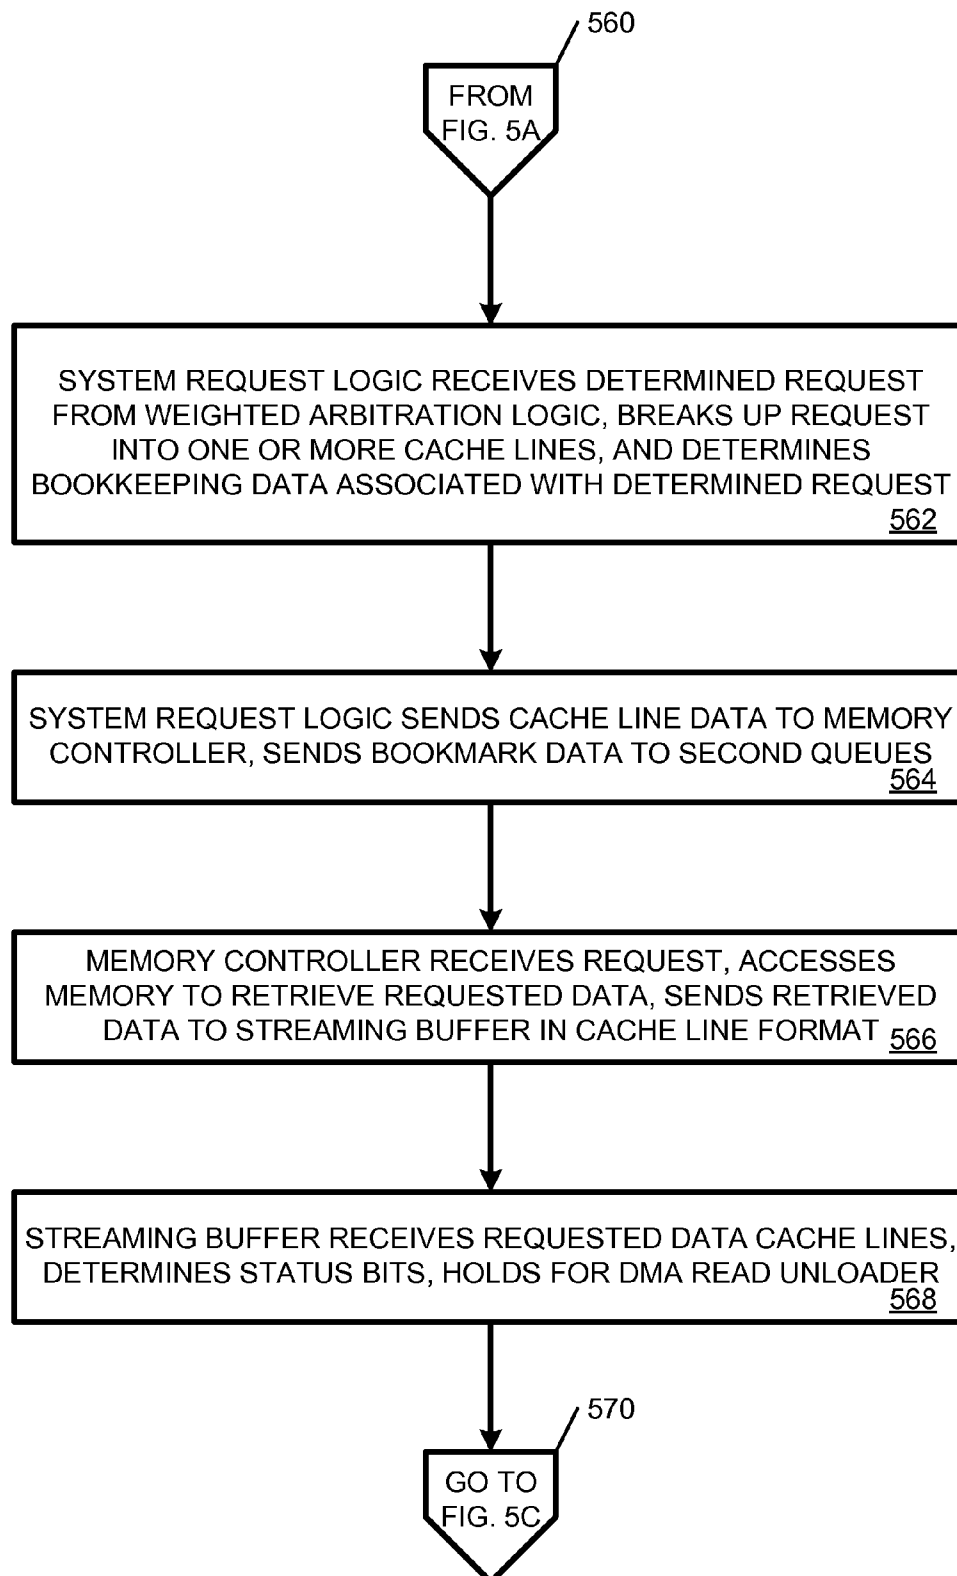 560
FROM
FIG. 5A
SYSTEM REQUEST LOGIC RECEIVES DETERMINED REQUEST
FROM WEIGHTED ARBITRATION LOGIC, BREAKS UP REQUEST
INTO ONE OR MORE CACHE LINES, AND DETERMINES
BOOKKEEPING DATA ASSOCIATED WITH DETERMINED REQUEST
562
SYSTEM REQUEST LOGIC SENDS CACHE LINE DATA TO MEMORY
CONTROLLER, SENDS BOOKMARK DATA TO SECOND QUEUES
564
MEMORY CONTROLLER RECEIVES REQUEST, ACCESSES
MEMORY TO RETRIEVE REQUESTED DATA, SENDS RETRIEVED
DATA TO STREAMING BUFFER IN CACHE LINE FORMAT
566
STREAMING BUFFER RECEIVES REQUESTED DATA CACHE LINES,
DETERMINES STATUS BITS, HOLDS FOR DMA READ UNLOADER
568
570
GO TO
FIG. 5C